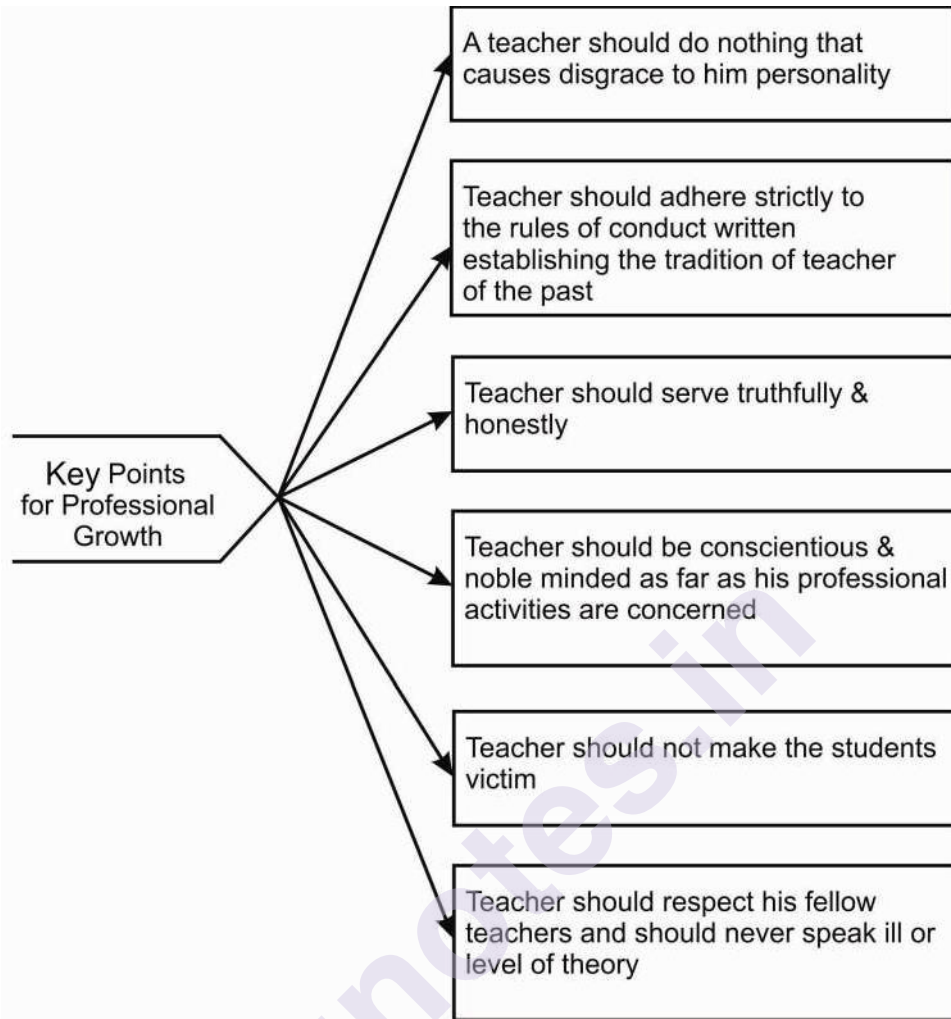 A teacher should do nothing that
causes disgrace to him personality
Teacher should adhere strictly to
the rules of conduct written
establishing the tradition of teacher
of the past
Teacher should serve truthfully &
honestly
Key Points
for Professional
Growth
Teacher should be conscientious &
noble minded as far as his professional
activities are concerned
Teacher should not make the students
victim
Teacher should respect his fellow
teachers and should never speak ill or
level of theory
notes.in